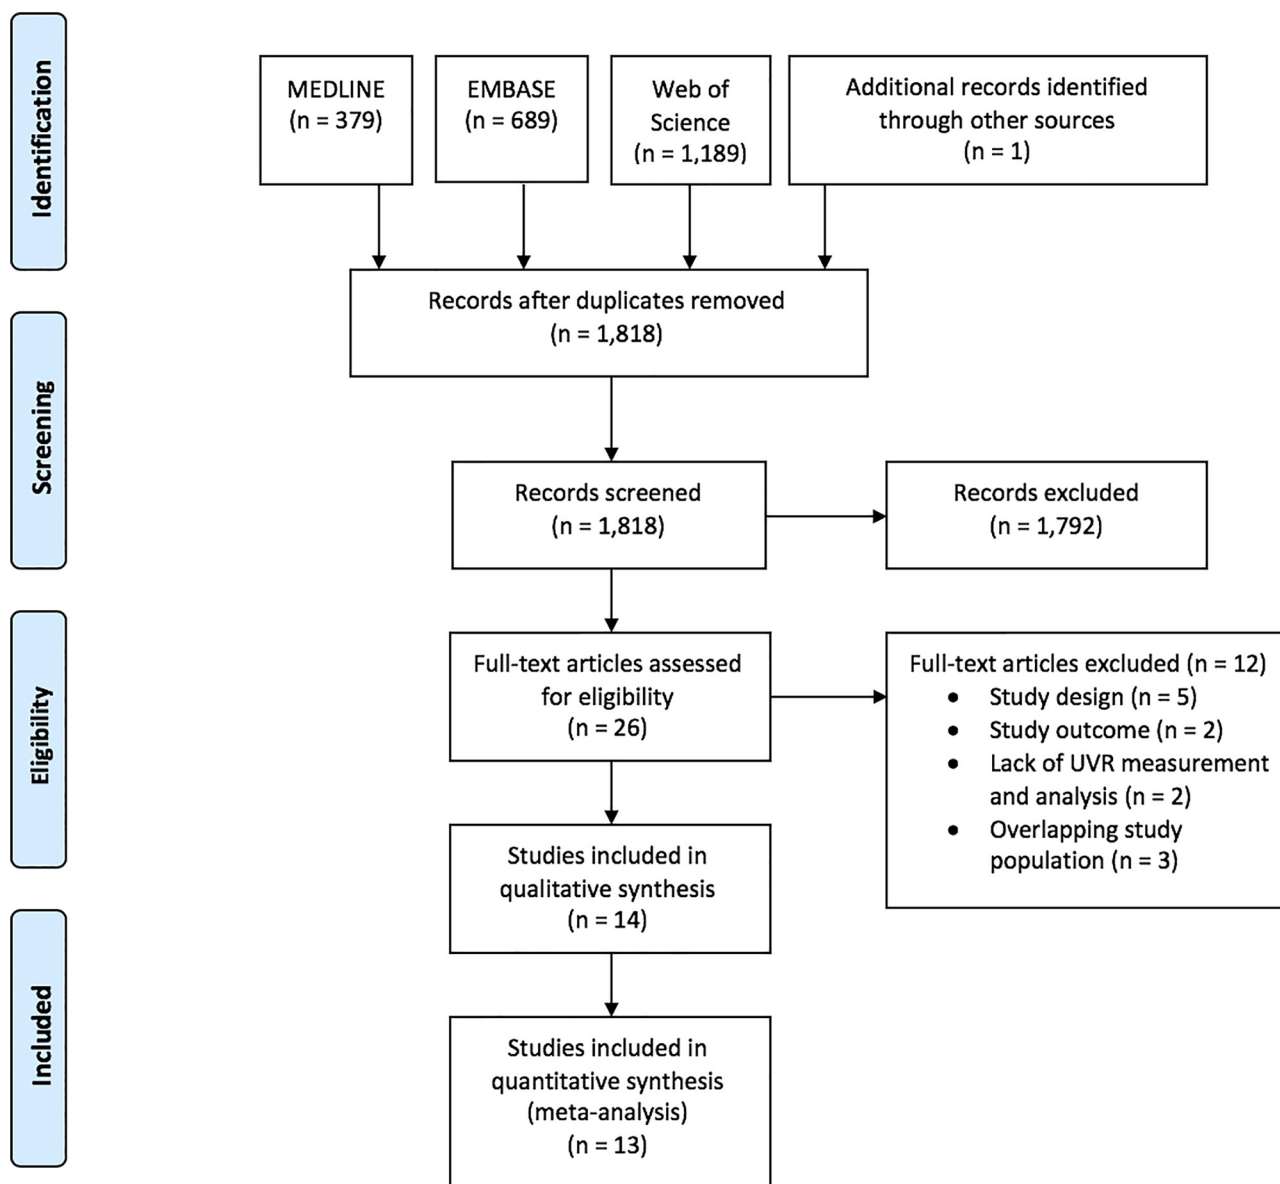 Identification
MEDLINE
(n = 379)
EMBASE
(n = 689)
Web of
Science
(n = 1,189)
Additional records identified
through other sources
(n = 1)
Records after duplicates removed
(n = 1,818)
Screening
Records screened
(n = 1,818)
Records excluded
(n = 1,792)
Eligibility
Full-text articles assessed
for eligibility
(n = 26)
Full-text articles excluded (n = 12)
• Study design (n = 5)
• Study outcome (n = 2)
• Lack of UVR measurement
and analysis (n = 2)
• Overlapping study
population (n = 3)
Studies included in
qualitative synthesis
(n = 14)
Included
Studies included in
quantitative synthesis
(meta-analysis)
(n = 13)